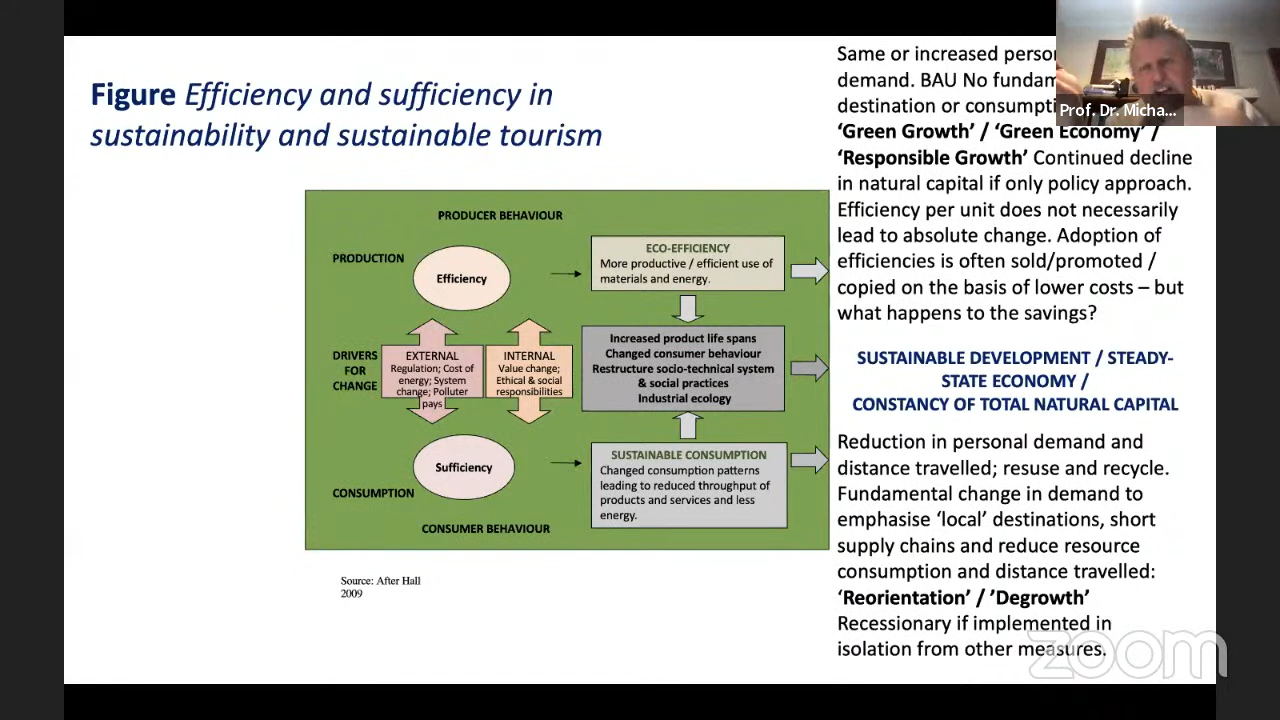 Figure Efficiency and sufficiency in
sustainability and sustainable tourism
PRODUCER BEHAVIOUR
PRODUCTION
Efficiency
ECO-EFFICIENCY
More productive / efficient use of
materials and energy.
DRIVERS
FOR
CHANGE
EXTERNAL
Regulation; Cost of
energy; System
change; Polluter
pays
INTERNAL
Value change;
Ethical & social
responsibilities
Increased product life spans
Changed consumer behaviour
Restructure socio-technical system
& social practices
Industrial ecology
Sufficiency
CONSUMPTION
SUSTAINABLE CONSUMPTION
Changed consumption patterns
leading to reduced throughput of
products and services and less
energy.
CONSUMER BEHAVIOUR
Source: After Hall
2009
Same or increased
demand. BAU No
destination or
‘Green Growth’ / ‘Green Economy’ /
‘Responsible Growth’ Continued decline
in natural capital if only policy approach.
Efficiency per unit does not necessarily
lead to absolute change. Adoption of
efficiencies is often sold/promoted /
copied on the basis of lower costs – but
what happens to the savings?
SUSTAINABLE DEVELOPMENT / STEADY-
STATE ECONOMY /
CONSTANCY OF TOTAL NATURAL CAPITAL
Reduction in personal demand and
distance travelled; resuse and recycle.
Fundamental change in demand to
emphasise ‘local’ destinations, short
supply chains and reduce resource
consumption and distance travelled:
‘Reorientation’ / ’Degrowth’
Recessionary if implemented in
isolation from other measures.
Prof. Dr. Micha...
zoom